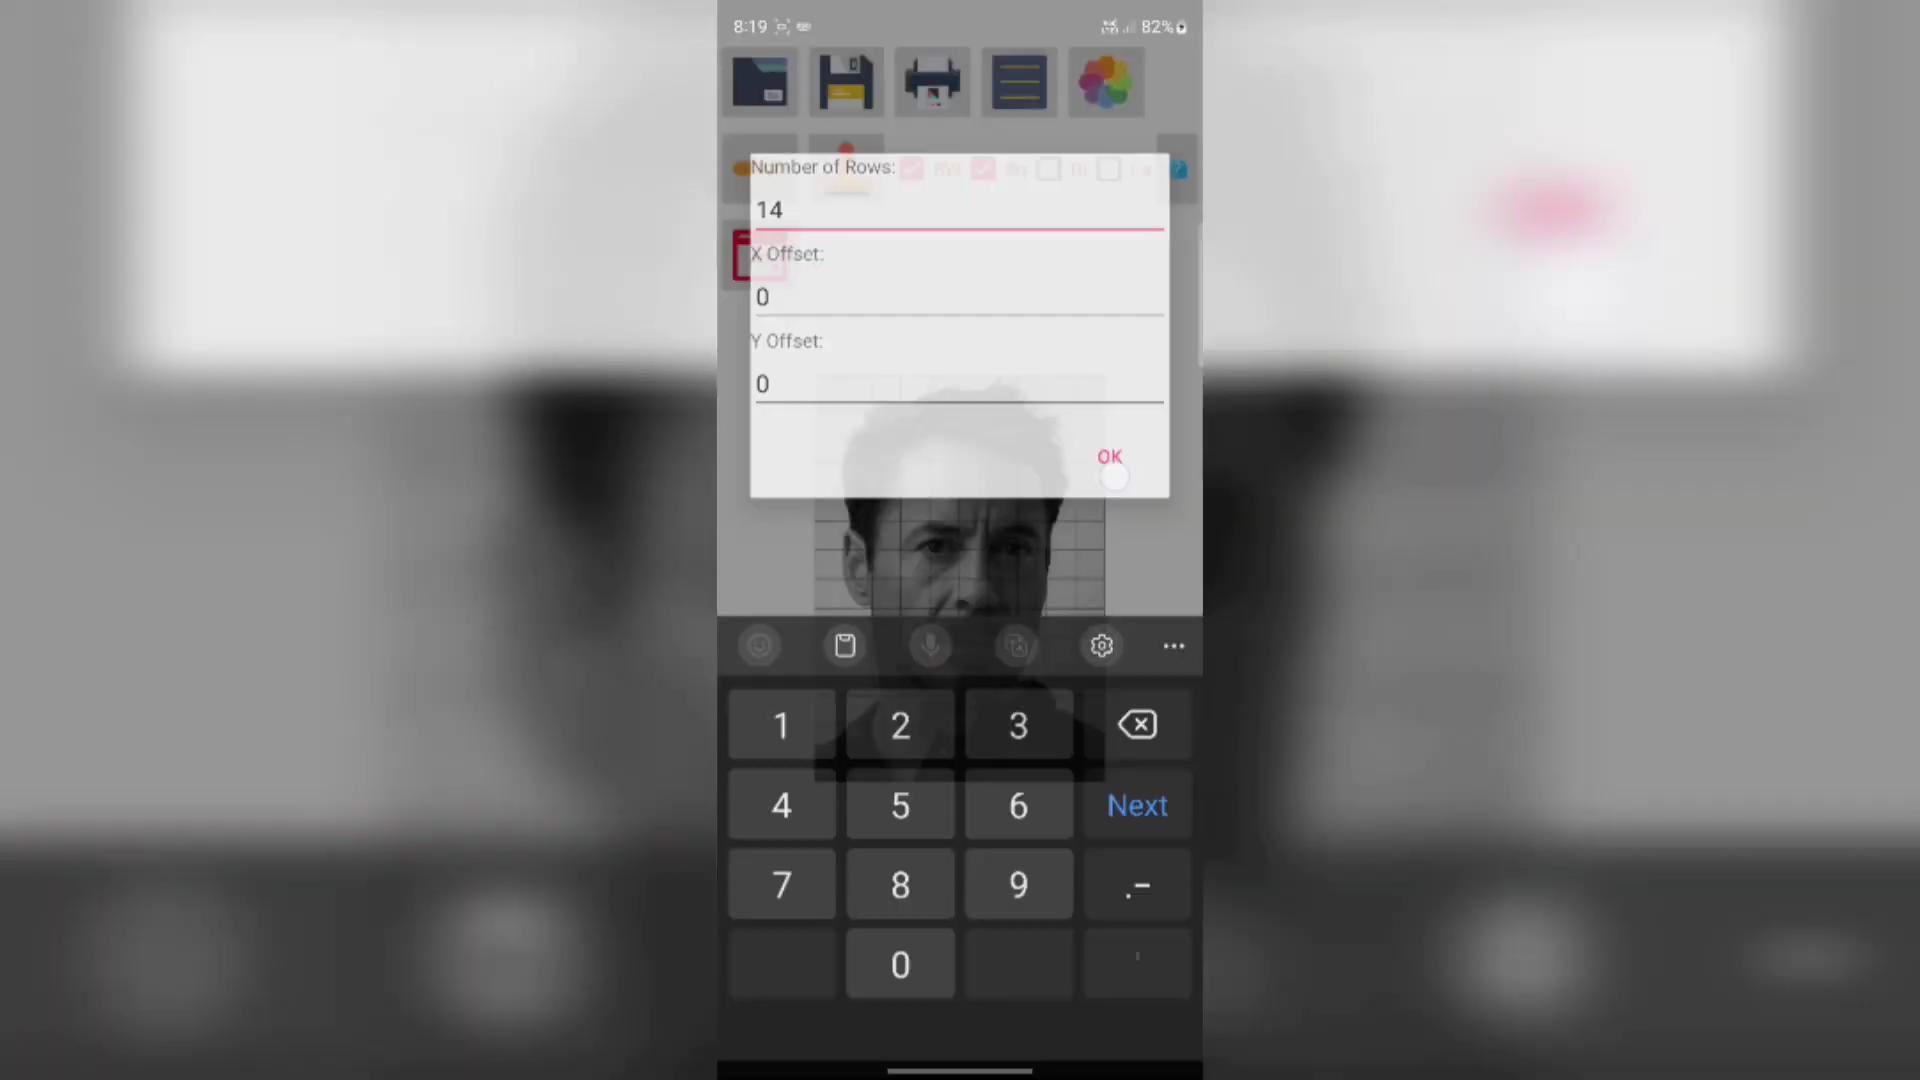 8:19 82%
Number of Rows:
14
X Offset:
0
Y Offset:
0
OK
1 2 3
4 5 6 Next
7 8 9 .-
0